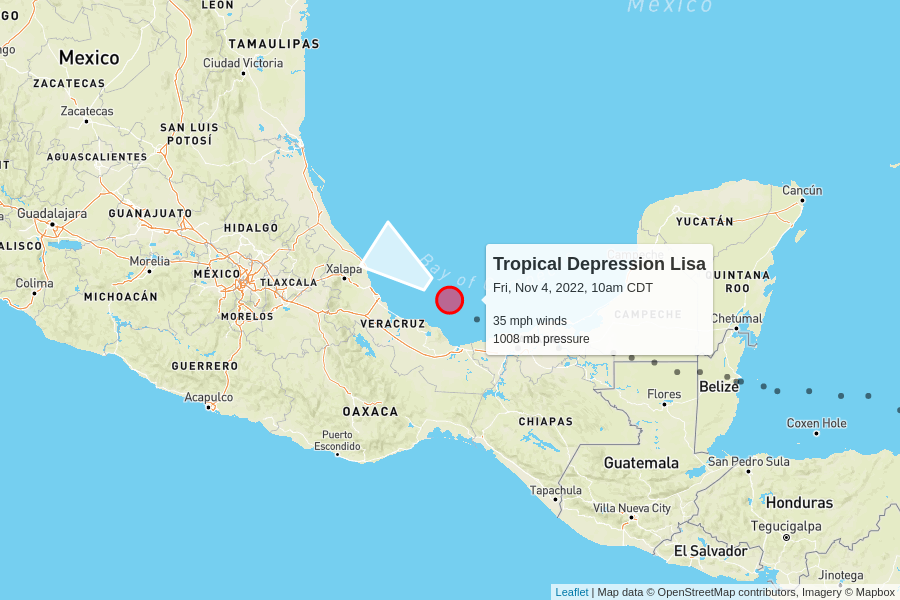 LEON
GO
México
TAMAULIPAS
ngo
Mexico
Ciudad Victoria
ZACATECAS
Zacatecas
SAN LUIS
POTOSÍ
AGUASCALIENTES
IT
Cancún
Guadalajara
GUANAJUATO
YUCATÁN
HIDALGO
ALISCO
Bay of
Morelia
Xalapa
Tropical Depression Lisa
MÉXICO
TLAXCALA
QUINTANA
ROO
Colima
Fri, Nov 4, 2022, 10am CDT
MICHOACÁN
MORELOS
VERACRUZ
35 mph winds
CAMPECHE
Chetumal
1008 mb pressure
GUERRERO
Belize
Flores
Acapulco
OAXACA
CHIAPAS
Coxen Hole
Puerto
Escondido
Guatemala
San Pedro Sula
Tapachula
Honduras
Villa Nueva City
Tegucigalpa
El Salvador
Jinotega
Leaflet | Map data © OpenStreetMap contributors, Imagery © Mapbox